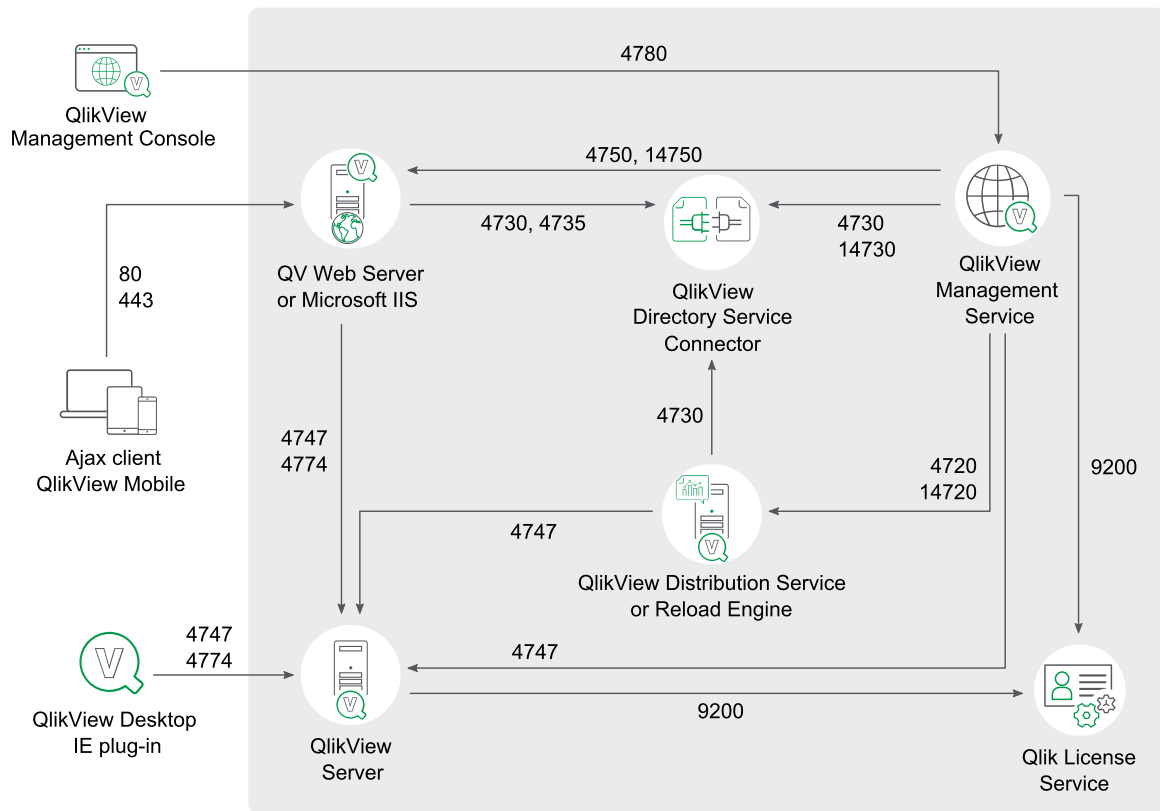 4780
QlikView
Management Console
4750, 14750
4730, 4735
4730
14730
80
443
QV Web Server
or Microsoft IIS
QlikView
Directory Service
Connector
QlikView
Management
Service
4730
4747
4774
Ajax client
QlikView Mobile
4720
14720
9200
4747
QlikView Distribution Service
or Reload Engine
4747
4774
4747
9200
QlikView Desktop
IE plug-in
QlikView
Server
Qlik License
Service